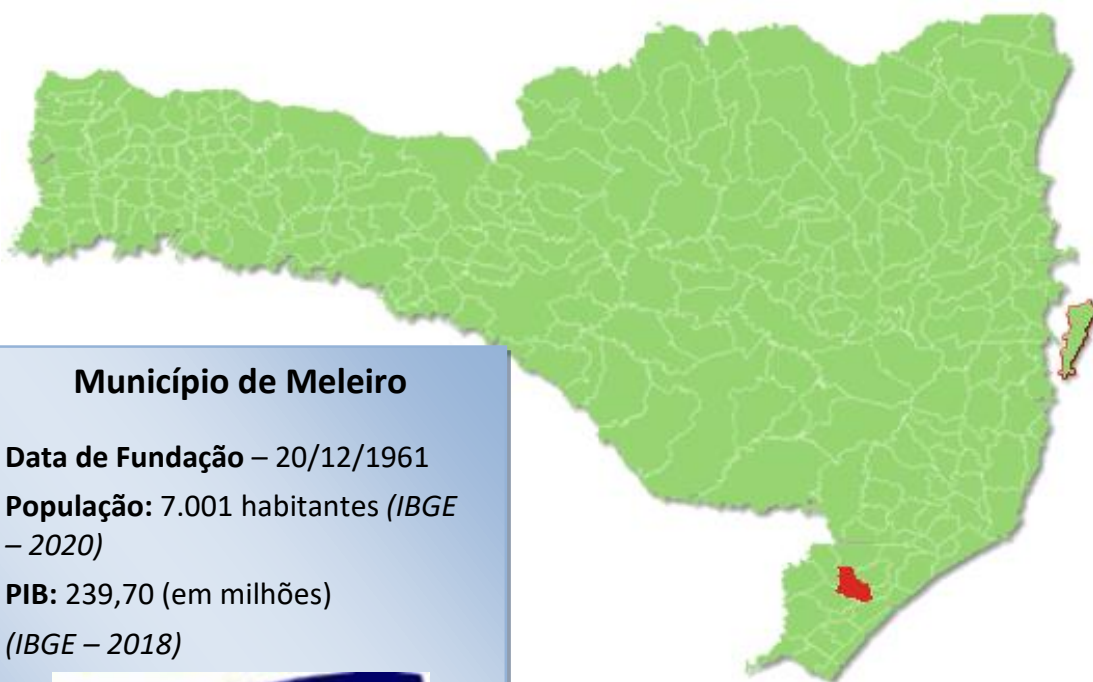 Município de Meleiro
Data de Fundação – 20/12/1961
População: 7.001 habitantes (IBGE
– 2020)
PIB: 239,70 (em milhões)
(IBGE – 2018)